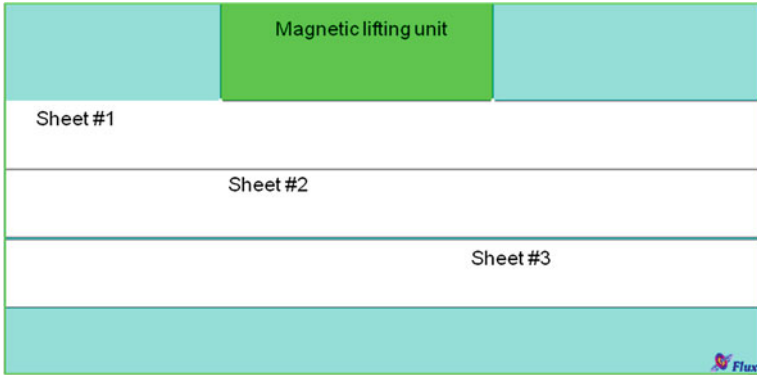 Magnetic lifting unit
Sheet #1
Sheet #2
Sheet #3
Flux